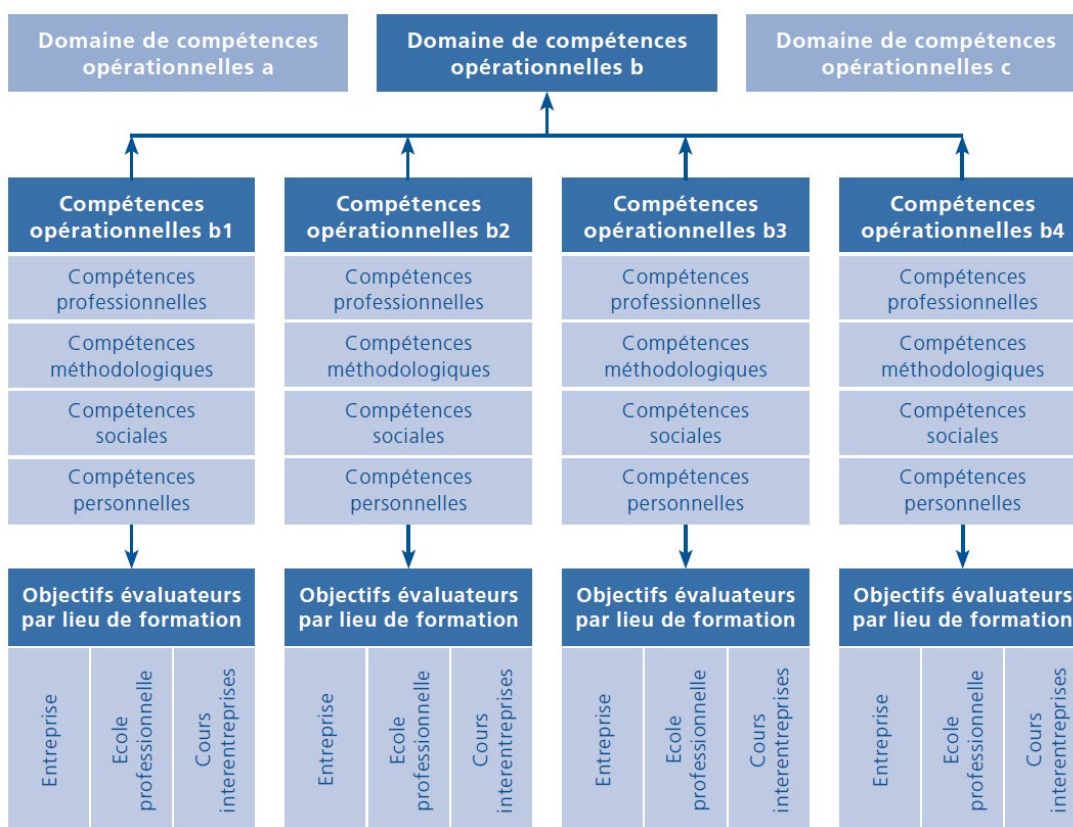 Domaine de compétences
opérationnelles a
Domaine de compétences
opérationnelles b
Domaine de compétences
opérationnelles c
Compétences
opérationnelles b1
Compétences
professionnelles
Compétences
méthodologiques
Compétences
sociales
Compétences
personnelles
Objectifs évaluateurs
par lieu de formation
Entreprise
Ecole
professionnelle
Cours
interentreprises
Compétences
opérationnelles b2
Compétences
professionnelles
Compétences
méthodologiques
Compétences
sociales
Compétences
personnelles
Objectifs évaluateurs
par lieu de formation
Entreprise
Ecole
professionnelle
Cours
interentreprises
Compétences
opérationnelles b3
Compétences
professionnelles
Compétences
méthodologiques
Compétences
sociales
Compétences
personnelles
Objectifs évaluateurs
par lieu de formation
Entreprise
Ecole
professionnelle
Cours
interentreprises
Compétences
opérationnelles b4
Compétences
professionnelles
Compétences
méthodologiques
Compétences
sociales
Compétences
personnelles
Objectifs évaluateurs
par lieu de formation
Entreprise
Ecole
professionnelle
Cours
interentreprises